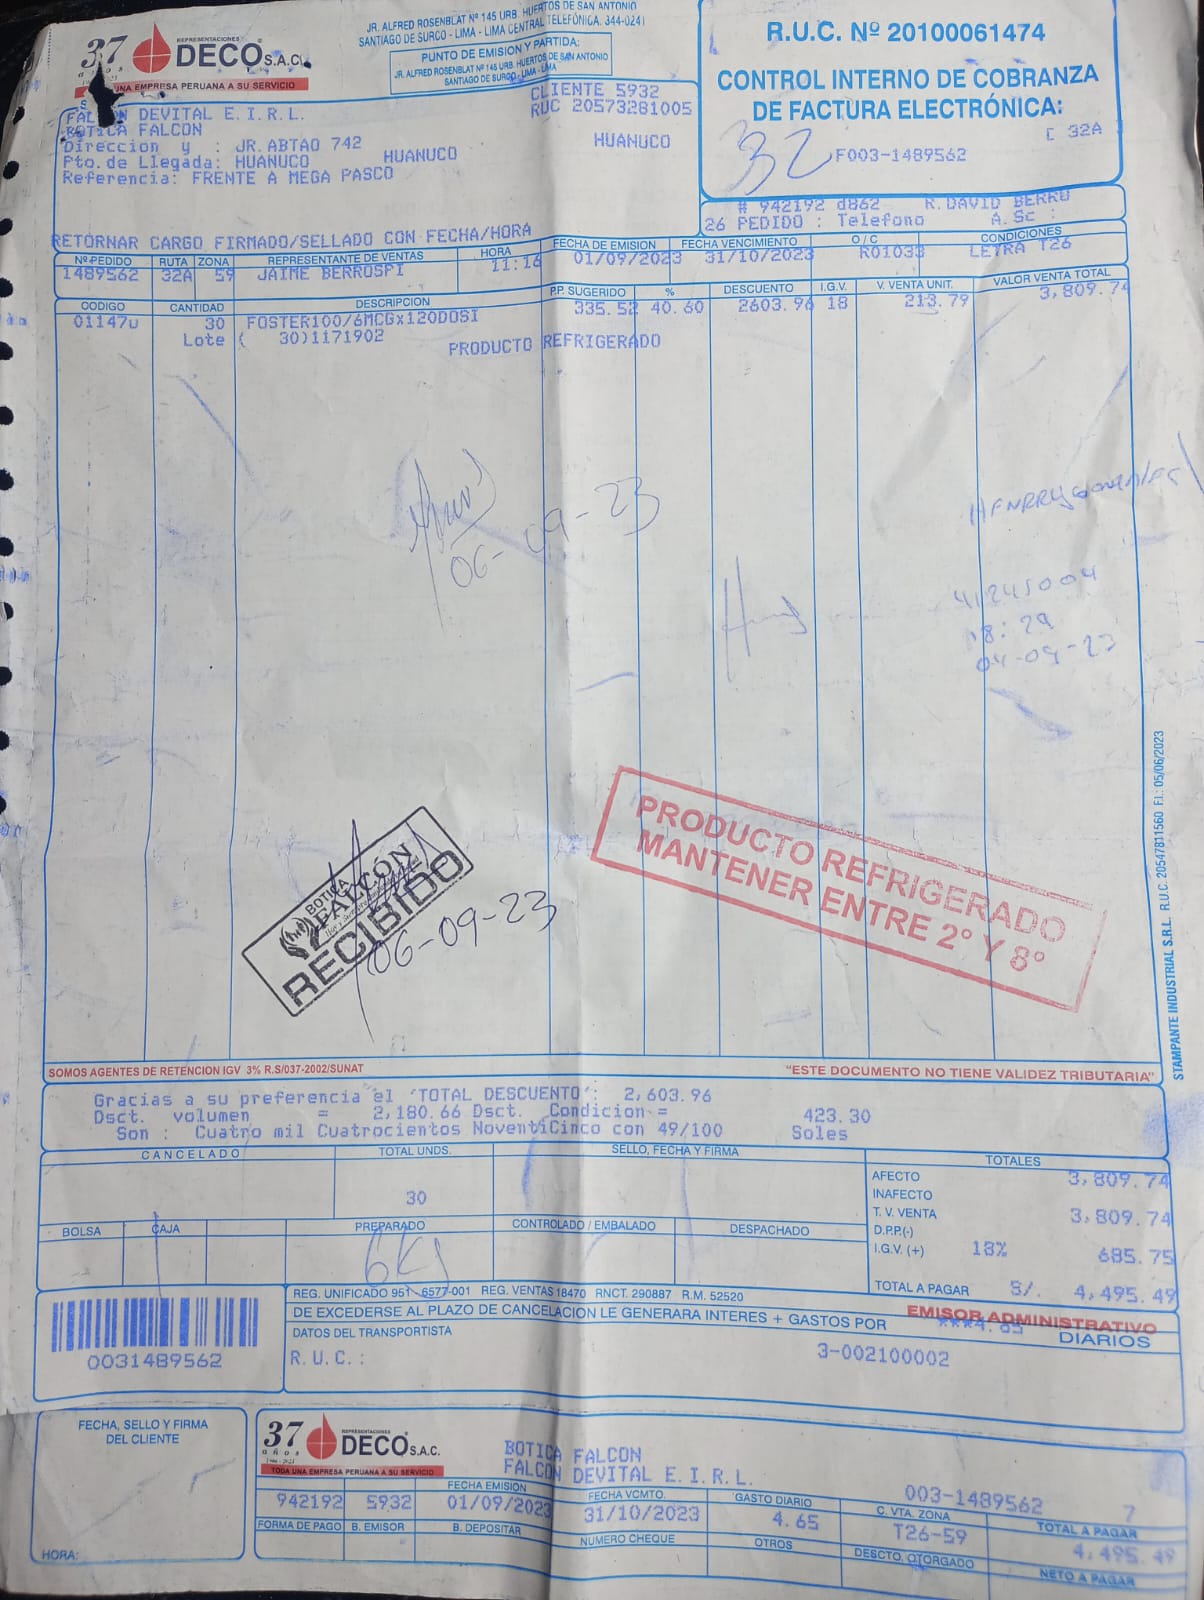 37 años
REPRESENTACIONES
DECO S.A.C.
UNA EMPRESA PERUANA A SU SERVICIO
JR. ALFRED ROSENBLAT Nº 145 URB. HUERTOS DE SAN ANTONIO
SANTIAGO DE SURCO - LIMA - LIMA CENTRAL TELEFÓNICA. 344-0241
PUNTO DE EMISION Y PARTIDA:
JR. ALFRED ROSENBLAT Nº 145 URB. HUERTOS DE SAN ANTONIO
SANTIAGO DE SURCO - LIMA - LIMA
R.U.C. Nº 20100061474
CONTROL INTERNO DE COBRANZA
DE FACTURA ELECTRÓNICA:
[ 32A
32
F003-1489562
CLIENTE 5932
RUC 20573281005
FALCON DEVITAL E.I.R.L.
BOTICA FALCON
Direccion y : JR. ABTAO 742 HUANUCO
Pto. de Llegada: HUANUCO HUANUCO
Referencia: FRENTE A MEGA PASCO
# 942192 d862 R. DAVID BERRU
26 PEDIDO : Telefono A. Sc :
RETORNAR CARGO FIRMADO/SELLADO CON FECHA/HORA
Nº PEDIDO RUTA ZONA REPRESENTANTE DE VENTAS HORA FECHA DE EMISION FECHA VENCIMIENTO O / C CONDICIONES
1489562 32A 59 JAIME BERROSPI 11:16 01/09/2023 31/10/2023 R01033 LETRA T26
CODIGO CANTIDAD DESCRIPCION P.P. SUGERIDO % DESCUENTO I.G.V. V. VENTA UNIT. VALOR VENTA TOTAL
01147u 30 FOSTER100/6MCGx120DOSI 335.52 40.60 2603.96 18 213.79 3,809.74
Lote ( 30)1171902
PRODUCTO REFRIGERADO
06-09-23
41245004
18:29
04-09-23
BOTICA
FALCÓN
RECIBIDO
06-09-23
PRODUCTO REFRIGERADO
MANTENER ENTRE 2° Y 8°
STAMPANTE INDUSTRIAL S.R.L. R.U.C. 20547811560 F.I.: 05/06/2023
SOMOS AGENTES DE RETENCION IGV 3% R.S/037-2002/SUNAT
"ESTE DOCUMENTO NO TIENE VALIDEZ TRIBUTARIA"
Gracias a su preferencia el 'TOTAL DESCUENTO': 2,603.96
Dsct. volumen = 2,180.66 Dsct. Condicion = 423.30
Son : Cuatro mil Cuatrocientos NoventiCinco con 49/100 Soles
CANCELADO TOTAL UNDS. SELLO, FECHA Y FIRMA TOTALES
30
AFECTO 3,809.74
INAFECTO
T. V. VENTA 3,809.74
D.P.P.(-)
I.G.V. (+) 18% 685.75
TOTAL A PAGAR S/. 4,495.49
BOLSA CAJA PREPARADO CONTROLADO / EMBALADO DESPACHADO
REG. UNIFICADO 951 - 6577-001 REG. VENTAS 18470 RNCT. 290887 R.M. 52520
DE EXCEDERSE AL PLAZO DE CANCELACION LE GENERARA INTERES + GASTOS POR ***4.65 DIARIOS
EMISOR ADMINISTRATIVO
DATOS DEL TRANSPORTISTA
R.U.C.: 3-002100002
0031489562
FECHA, SELLO Y FIRMA
DEL CLIENTE
HORA:
37 años
REPRESENTACIONES
DECO S.A.C.
TODA UNA EMPRESA PERUANA A SU SERVICIO
BOTICA FALCON
FALCON DEVITAL E.I.R.L.
003-1489562 7
FECHA EMISION FECHA VCMTO. GASTO DIARIO C. VTA. ZONA TOTAL A PAGAR
942192 5932 01/09/2023 31/10/2023 4.65 T26-59 4,495.49
FORMA DE PAGO B. EMISOR B. DEPOSITAR NUMERO CHEQUE OTROS DESCTO. OTORGADO NETO A PAGAR